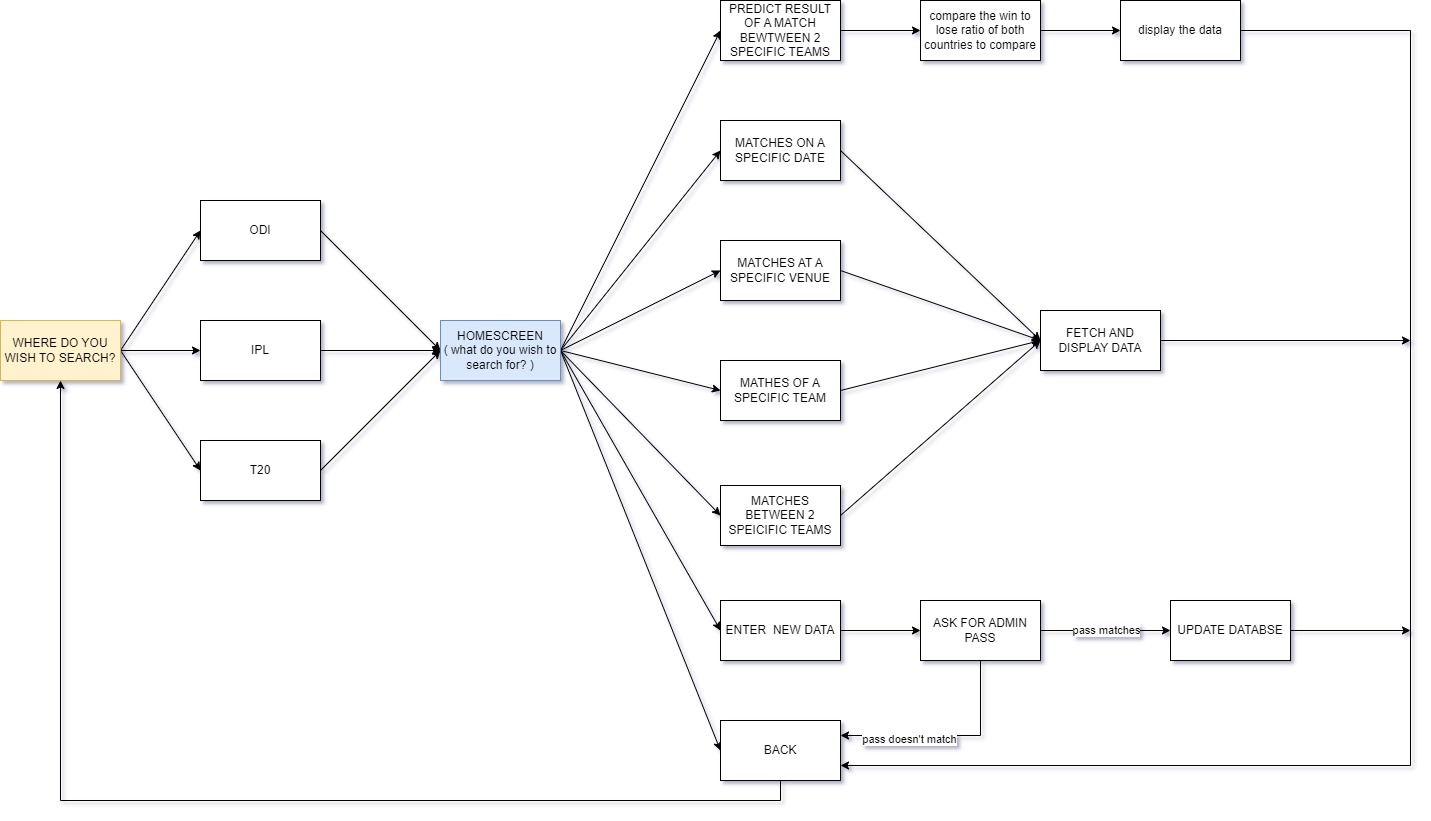 PREDICT RESULT
OF A MATCH
BEWTWEEN 2
SPECIFIC TEAMS
compare the win to
lose ratio of both
countries to compare
display the data
MATCHES ON A
SPECIFIC DATE
ODI
MATCHES AT A
SPECIFIC VENUE
WHERE DO YOU
WISH TO SEARCH?
IPL
HOMESCREEN
( what do you wish to
search for? )
FETCH AND
DISPLAY DATA
MATHES OF A
SPECIFIC TEAM
T20
MATCHES
BETWEEN 2
SPEICIFIC TEAMS
ENTER  NEW DATA
ASK FOR ADMIN
PASS
pass matches
UPDATE DATABSE
pass doesn't match
BACK